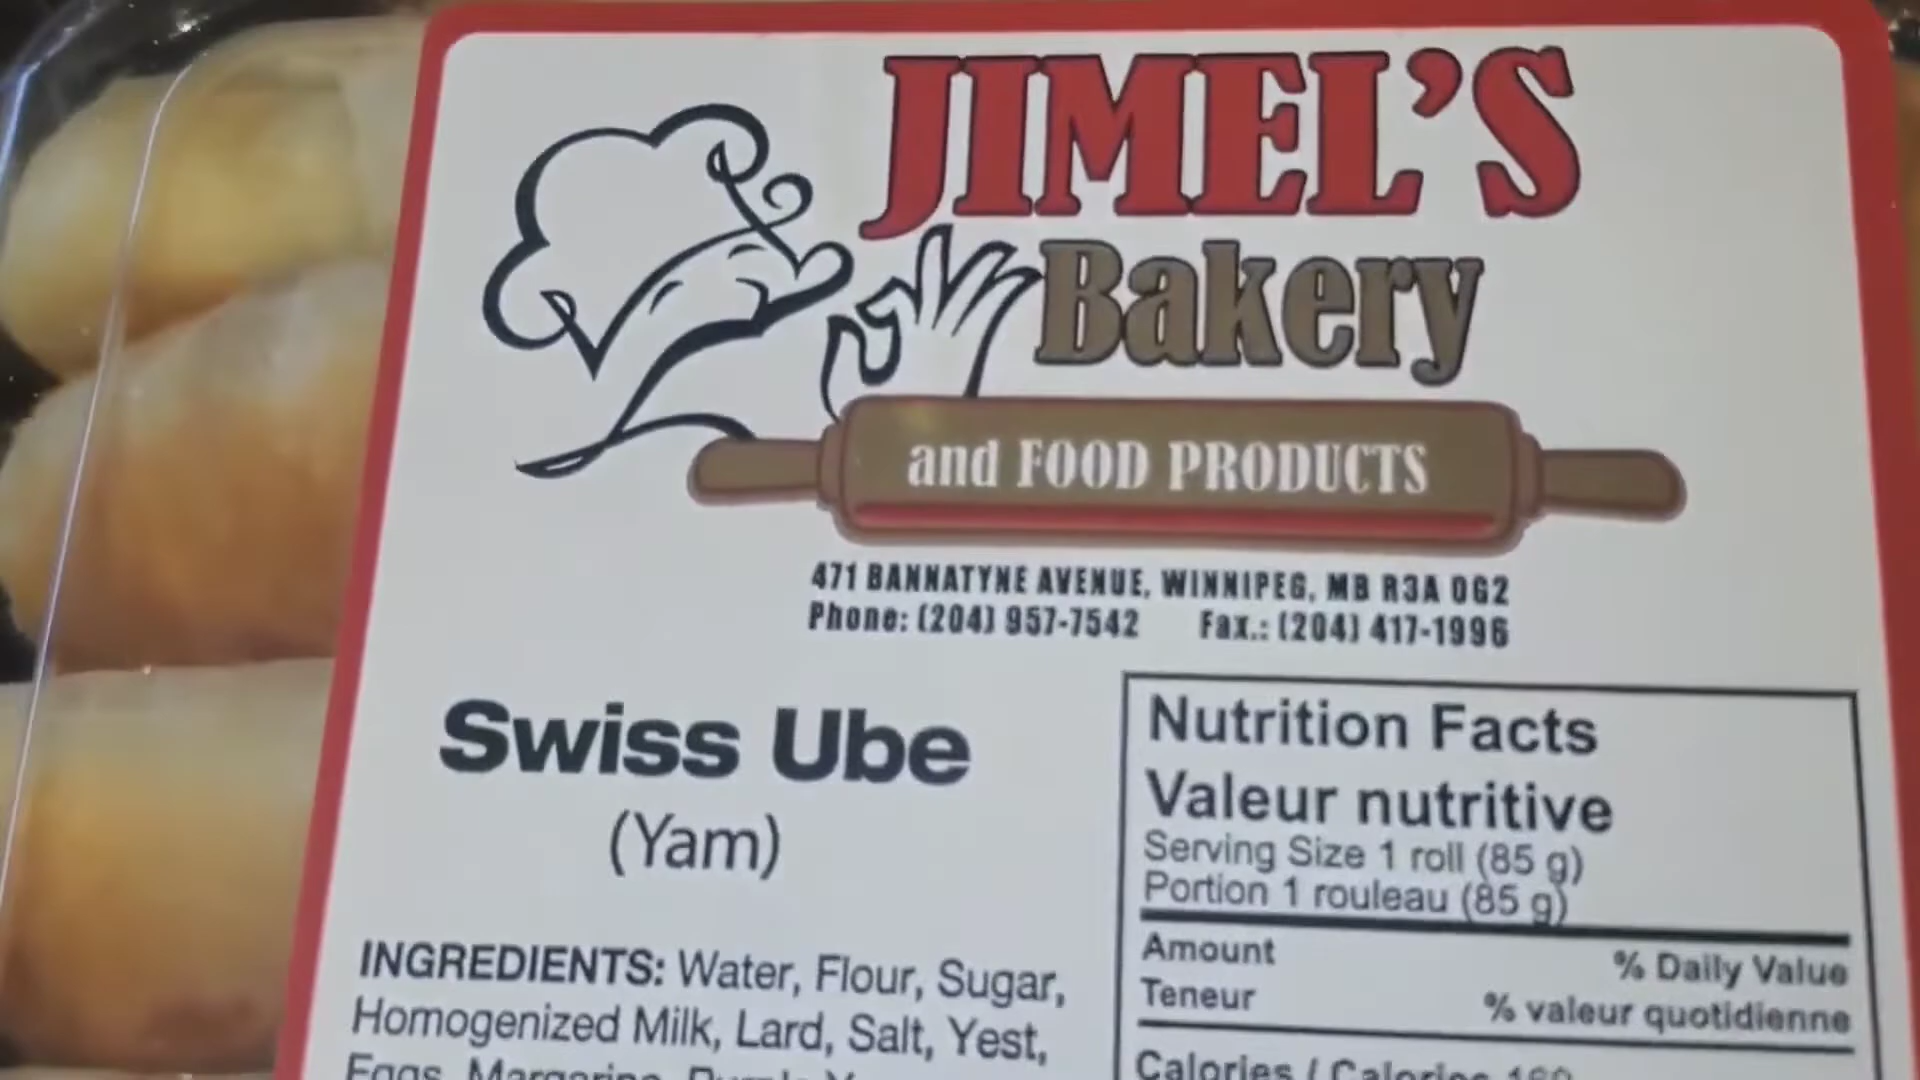 JIMEL'S
Bakery
and FOOD PRODUCTS
471 BANNATYNE AVENUE, WINNIPEG, MB R3A 0G2
Phone: (204) 957-7542 Fax.: (204) 417-1996
Swiss Ube
(Yam)
INGREDIENTS: Water, Flour, Sugar,
Homogenized Milk, Lard, Salt, Yest,
Eggs, Margarine, Purple
Nutrition Facts
Valeur nutritive
Serving Size 1 roll (85 g)
Portion 1 rouleau (85 g)
Amount % Daily Value
Teneur % valeur quotidienne
Calories / Calories 160